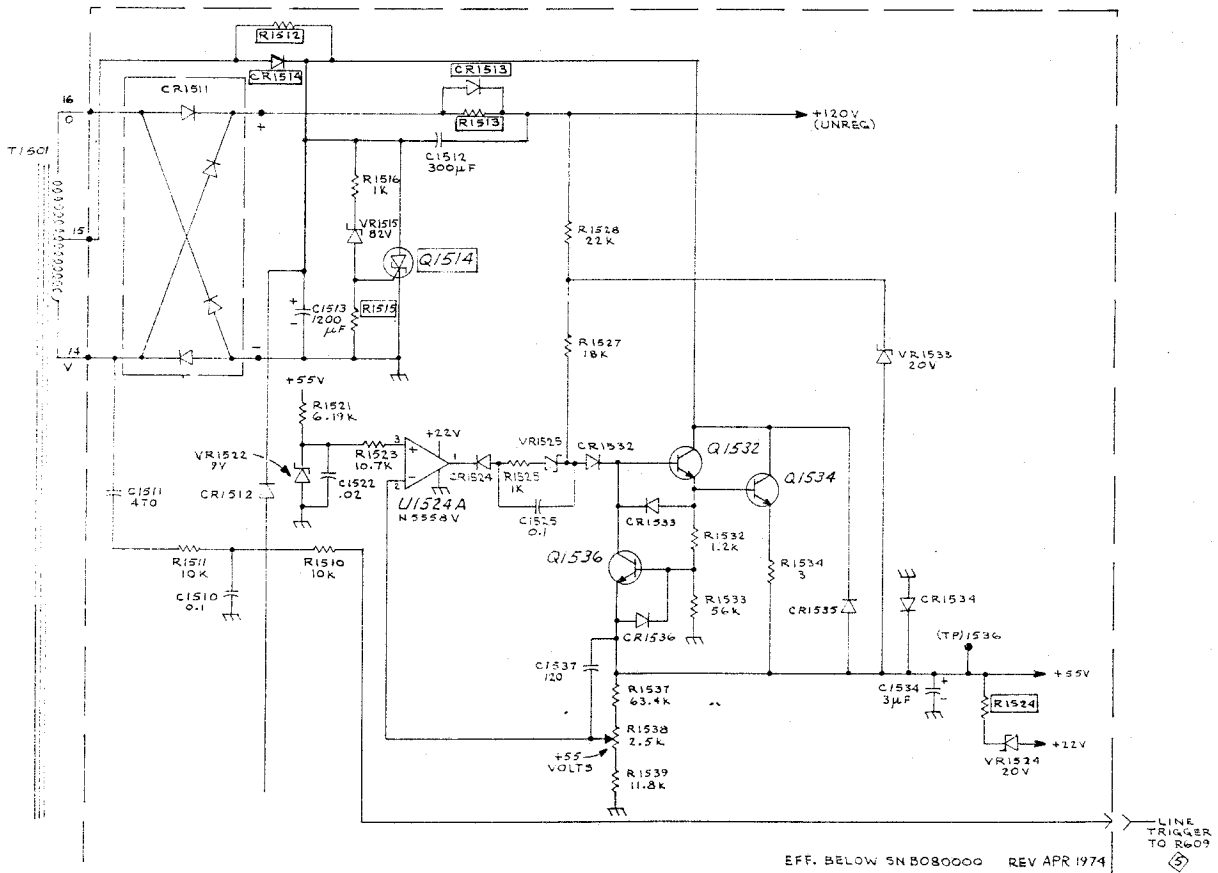 R1512
CR1514
CR1511
CR1513
16
O
+
R1513
+120V
(UNREG)
T1501
C1512
300µF
R1516
1K
15
VR1515
82V
Q1514
R1528
22K
+
-
C1513
1200
µF
R1515
R1527
18K
14
V
-
VR1533
20V
+55V
R1521
6.19K
VR1522
9V
3
R1523
10.7K
+
-
2
+22V
1
VR1525
CR1532
Q1532
CR1524
R1525
1K
Q1534
C1511
470
CR1512
C1522
.02
U1524A
N5558V
C1525
0.1
CR1533
R1532
1.2K
Q1536
R1534
3
R1511
10K
R1510
10K
R1533
56K
CR1534
CR1535
C1510
0.1
CR1536
(TP)1536
C1537
120
+55V
R1537
63.4K
C1534
3µF
+
-
R1524
R1538
2.5K
+55
VOLTS
+22V
VR1524
20V
R1539
11.8K
LINE
TRIGGER
TO R609
5
EFF. BELOW SN B080000 REV APR 1974